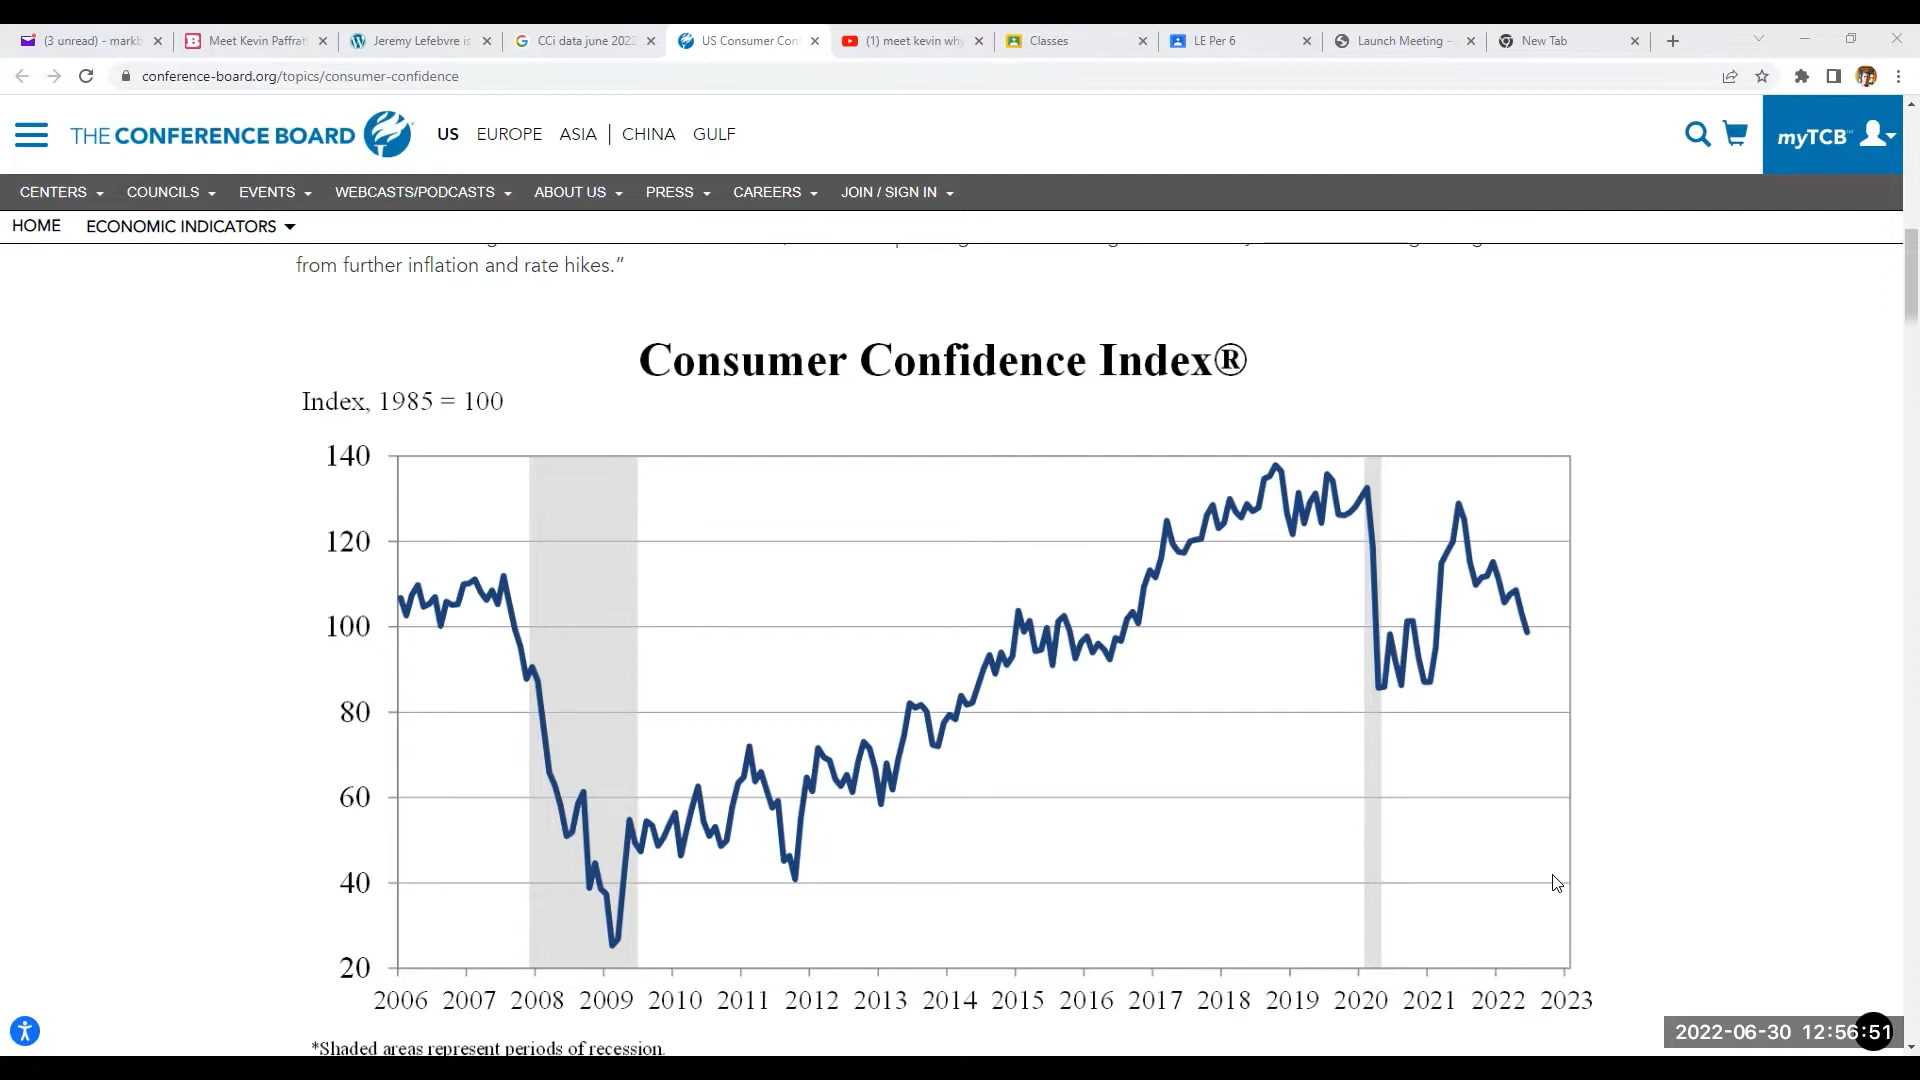 (3 unread) - markb
Meet Kevin Paffrat
Jeremy Lefebvre is
CCi data june 2022
US Consumer Con
(1) meet kevin why
Classes
LE Per 6
Launch Meeting -
New Tab
conference-board.org/topics/consumer-confidence
THE CONFERENCE BOARD
US EUROPE ASIA | CHINA GULF
myTCB
CENTERS COUNCILS EVENTS WEBCASTS/PODCASTS ABOUT US PRESS CAREERS JOIN / SIGN IN
HOME ECONOMIC INDICATORS
from further inflation and rate hikes.”
Consumer Confidence Index®
Index, 1985 = 100
140
120
100
80
60
40
20
2006 2007 2008 2009 2010 2011 2012 2013 2014 2015 2016 2017 2018 2019 2020 2021 2022 2023
*Shaded areas represent periods of recession.
2022-06-30 12:56:51